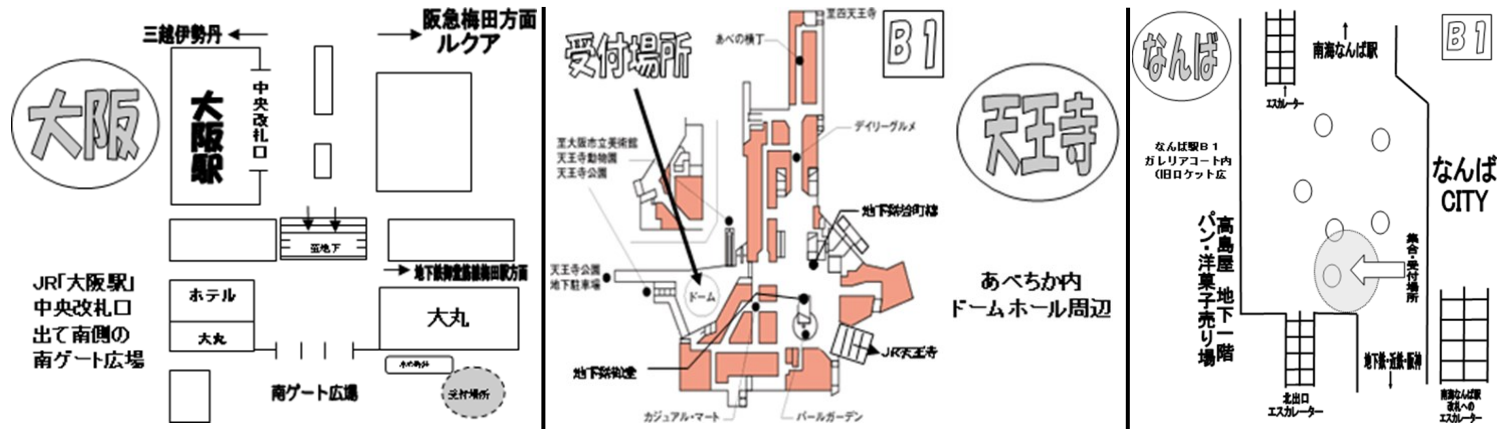 三越伊勢丹
阪急梅田方面
ルクア
大阪
大阪駅
中央改札口
至地下
地下鉄御堂筋線梅田駅方面
JR「大阪駅」
中央改札口
出て南側の
南ゲート広場
ホテル
大丸
大丸
水の時計
南ゲート広場
受付場所
受付場所
B1
天王寺
至四天王寺
あべの横丁
デイリーグルメ
至大阪市立美術館
天王寺動物園
天王寺公園
地下鉄谷町線
天王寺公園
地下駐車場
ドーム
あべちか内
ドームホール周辺
JR天王寺
地下鉄御堂
カジュアル・マート
パールガーデン
なんば
B1
南海なんば駅
エスカレーター
なんば駅B1
ガレリアコート内
(旧ロケット広
なんば
CITY
高島屋 地下一階
パン・洋菓子売り場
集合・受付場所
北出口
エスカレーター
地下鉄・近鉄・阪神
南海なんば駅
改札への
エスカレーター